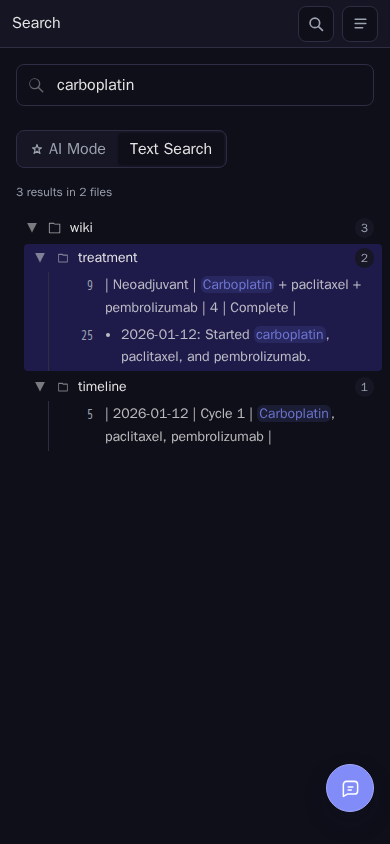 Search
carboplatin
AI Mode
Text Search
3 results in 2 files
wiki 3
treatment 2
9 | Neoadjuvant | Carboplatin + paclitaxel +
pembrolizumab | 4 | Complete |
25 • 2026-01-12: Started carboplatin,
paclitaxel, and pembrolizumab.
timeline 1
5 | 2026-01-12 | Cycle 1 | Carboplatin,
paclitaxel, pembrolizumab |